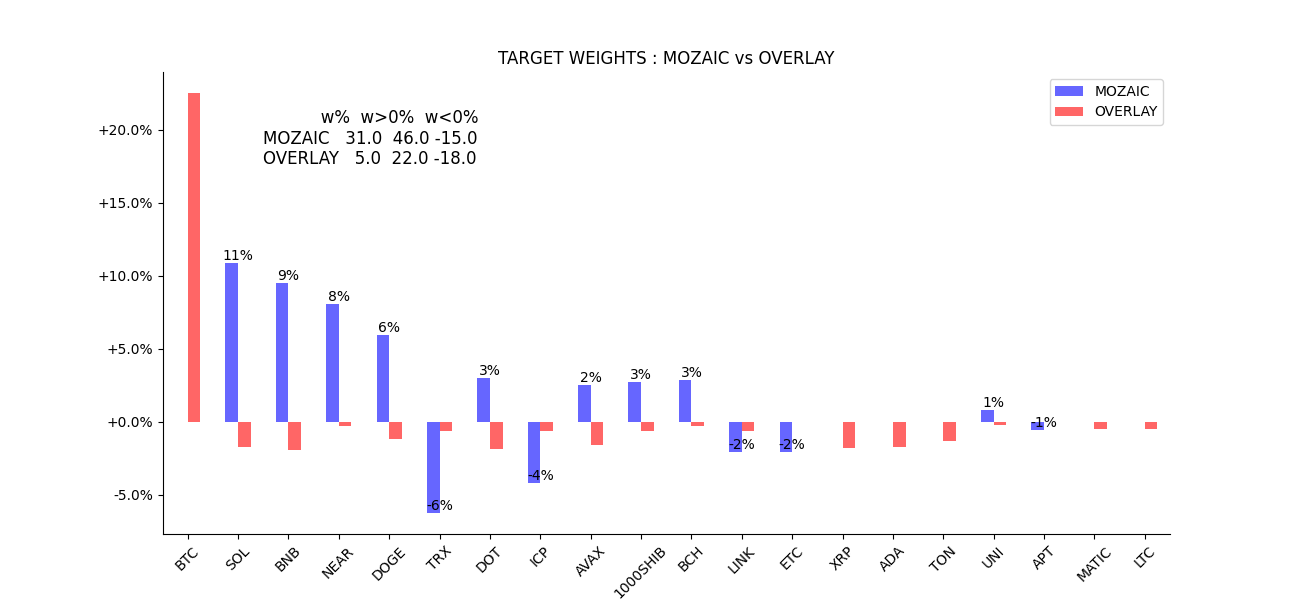 TARGET WEIGHTS : MOZAIC vs OVERLAY
MOZAIC
OVERLAY
w% w>0% w<0%
MOZAIC 31.0 46.0 -15.0
OVERLAY 5.0 22.0 -18.0
+20.0%
+15.0%
+10.0%
+5.0%
+0.0%
-5.0%
11%
9%
8%
6%
-6%
3%
-4%
2%
3%
3%
-2%
-2%
1%
-1%
BTC
SOL
BNB
NEAR
DOGE
TRX
DOT
ICP
AVAX
1000SHIB
BCH
LINK
ETC
XRP
ADA
TON
UNI
APT
MATIC
LTC